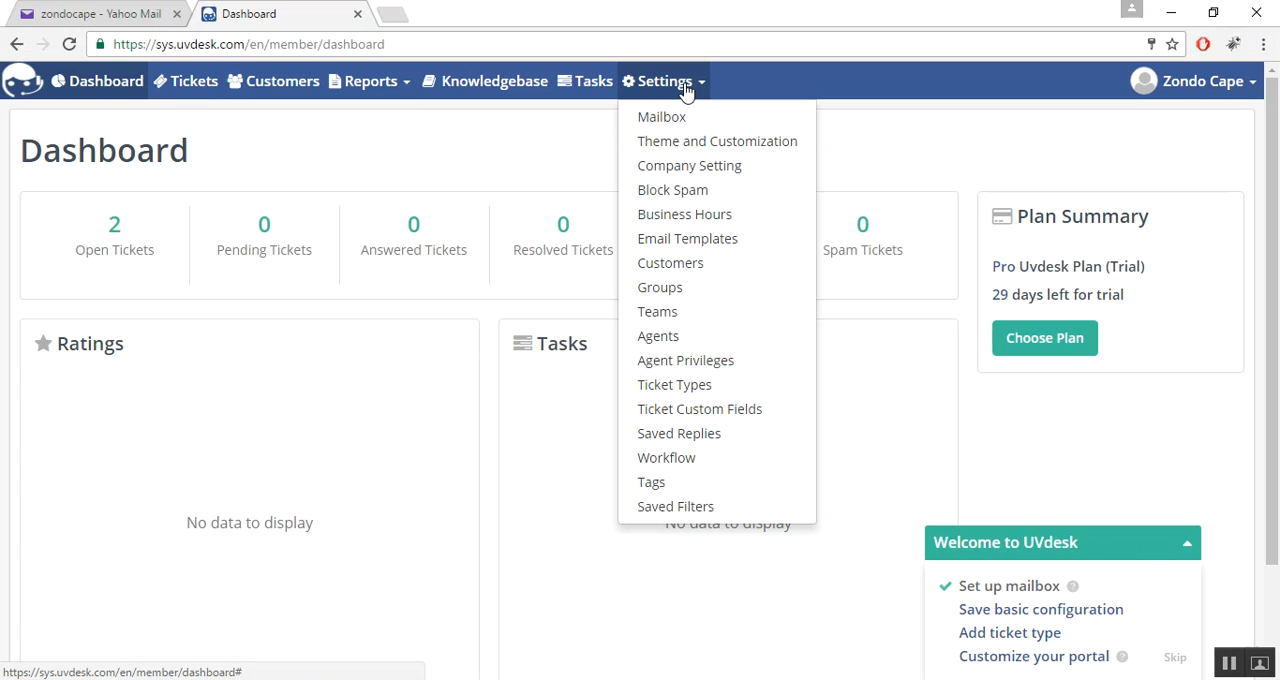 zondocape - Yahoo Mail
Dashboard
https://sys.uvdesk.com/en/member/dashboard
Dashboard Tickets Customers Reports Knowledgebase Tasks Settings Zondo Cape
Dashboard
2
Open Tickets
0
Pending Tickets
0
Answered Tickets
0
Resolved Tickets
0
Spam Tickets
Mailbox
Theme and Customization
Company Setting
Block Spam
Business Hours
Email Templates
Customers
Groups
Teams
Agents
Agent Privileges
Ticket Types
Ticket Custom Fields
Saved Replies
Workflow
Tags
Saved Filters
Plan Summary
Pro Uvdesk Plan (Trial)
29 days left for trial
Choose Plan
Ratings
No data to display
Tasks
No data to display
Welcome to UVdesk
Set up mailbox
Save basic configuration
Add ticket type
Customize your portal
Skip
https://sys.uvdesk.com/en/member/dashboard#